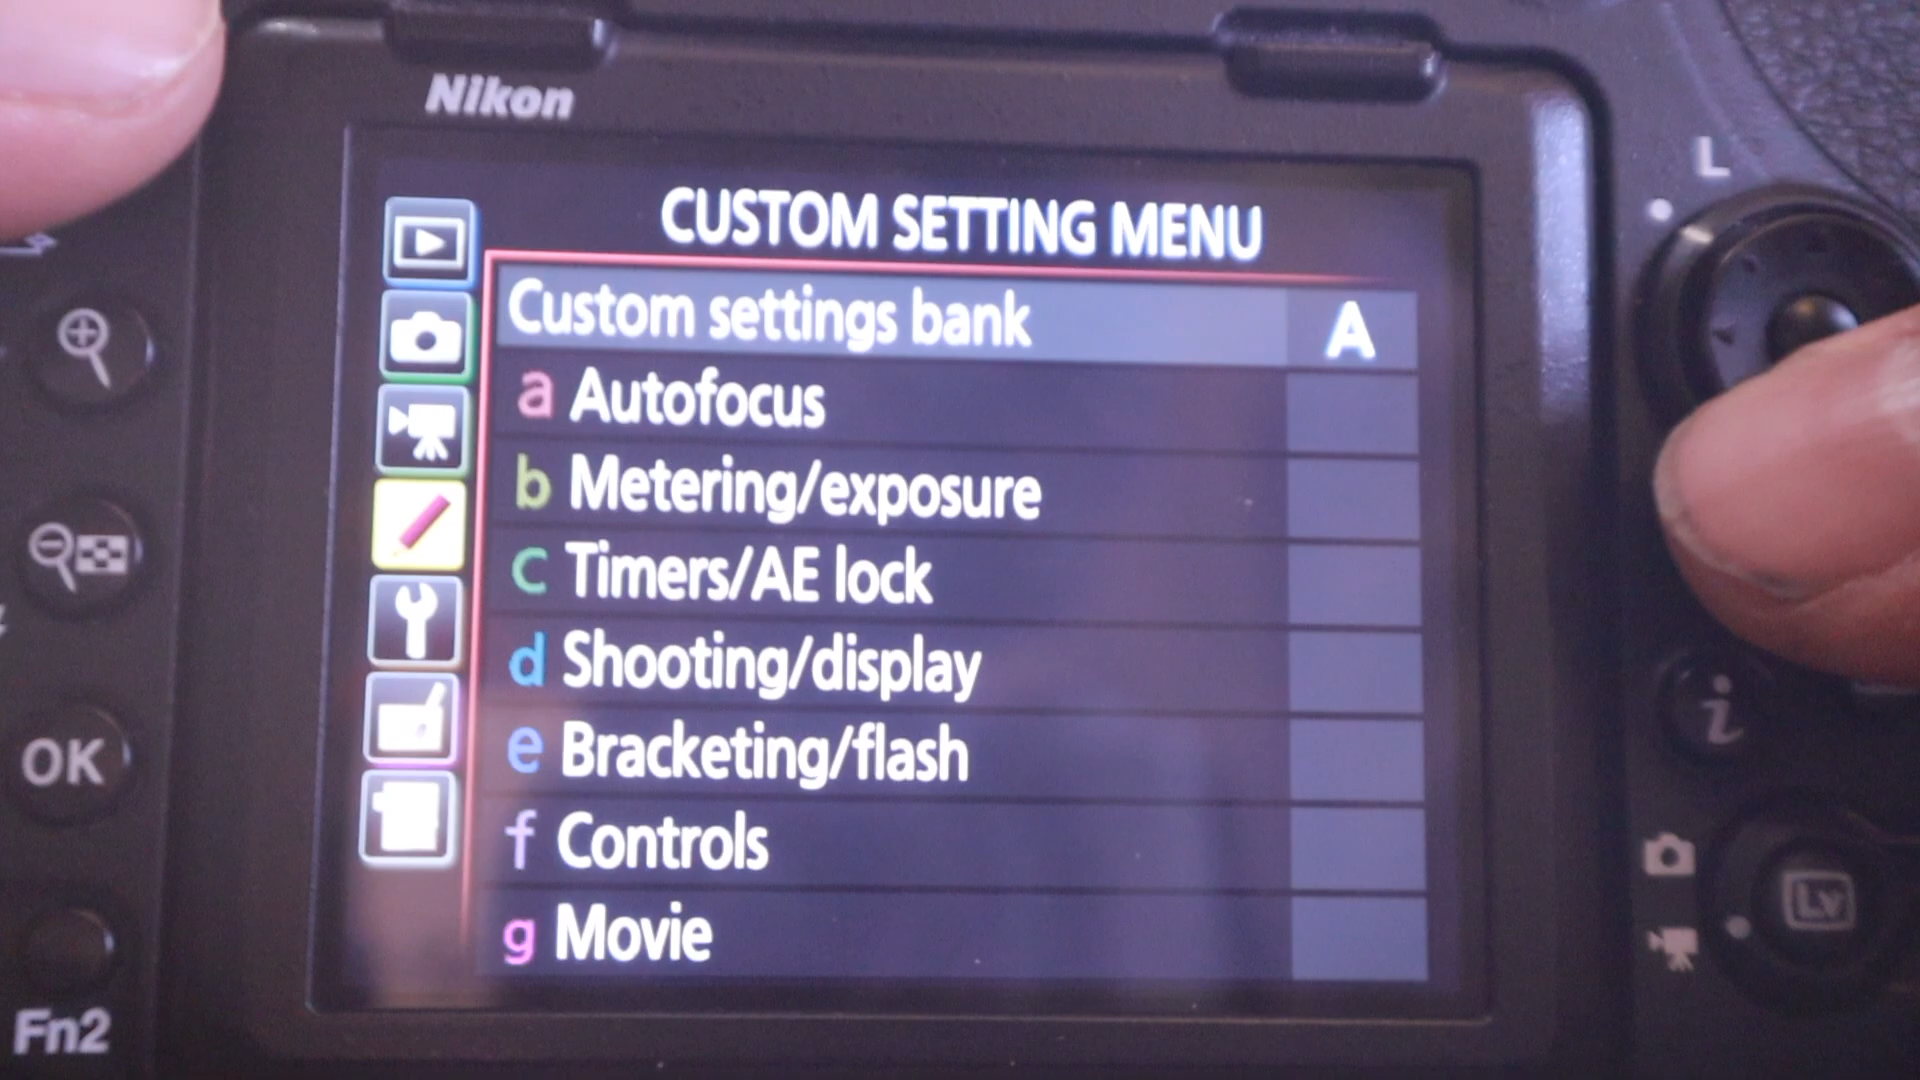 Nikon
L
CUSTOM SETTING MENU
Custom settings bank A
a Autofocus
b Metering/exposure
c Timers/AE lock
d Shooting/display
e Bracketing/flash
f Controls
g Movie
OK
Fn2
i
Lv